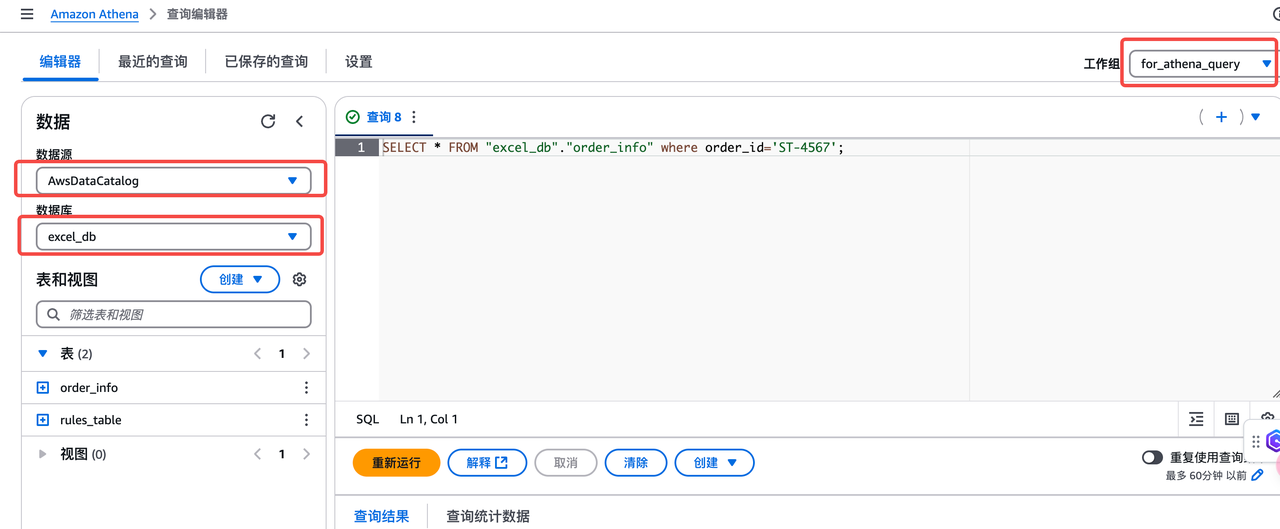 Amazon Athena > 查询编辑器
编辑器 最近的查询 已保存的查询 设置
工作组 for_athena_query
数据
数据源
AwsDataCatalog
数据库
excel_db
表和视图 创建
筛选表和视图
表 (2) 1
order_info
rules_table
视图 (0) 1
查询 8
1 SELECT * FROM "excel_db"."order_info" where order_id='ST-4567';
SQL Ln 1, Col 1
重新运行 解释 取消 清除 创建
重复使用查询
最多 60分钟 以前
查询结果 查询统计数据